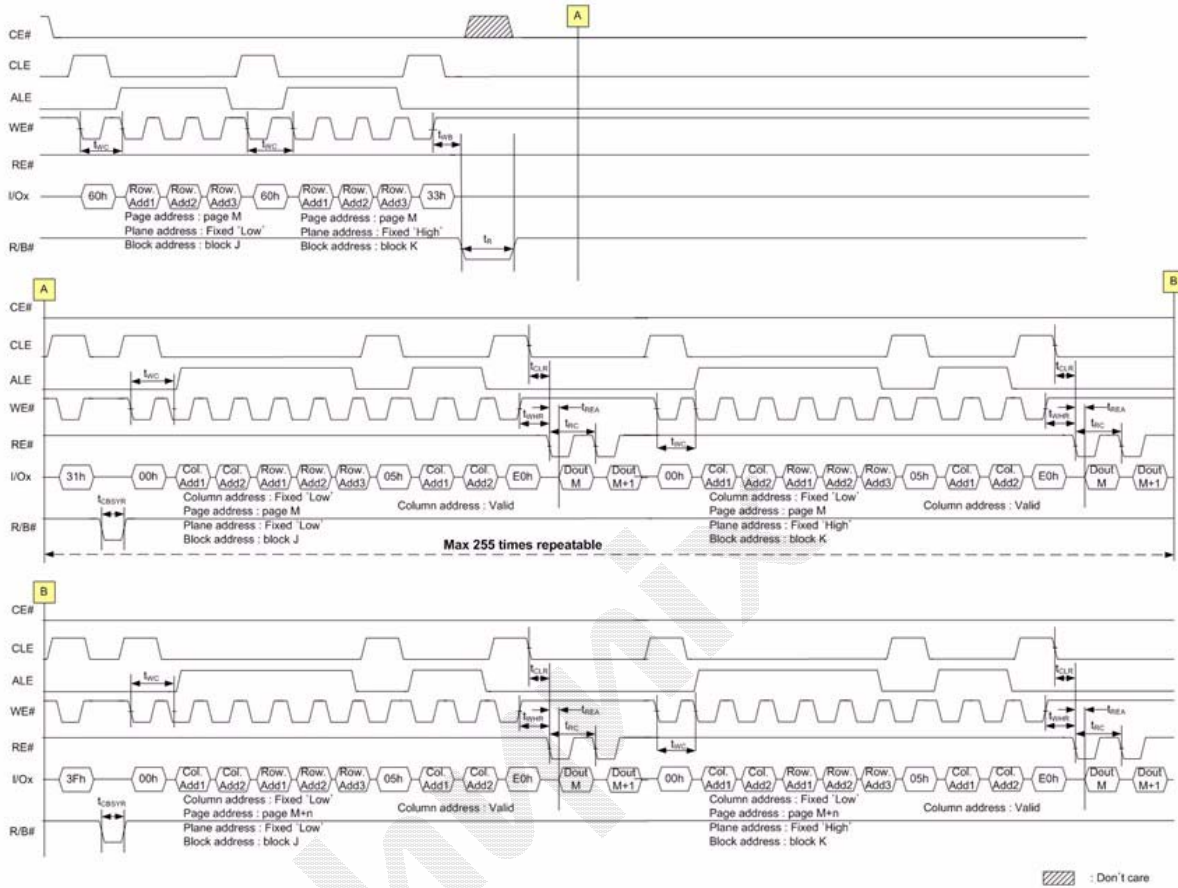 A
CE#
CLE
ALE
WE#
tWC
tWC
tWB
RE#
I/Ox
60h
Row. Add1
Row. Add2
Row. Add3
60h
Row. Add1
Row. Add2
Row. Add3
33h
Page address : page M
Plane address : Fixed 'Low'
Block address : block J
Page address : page M
Plane address : Fixed 'High'
Block address : block K
R/B#
tR
A
B
CE#
CLE
tCLR
tCLR
ALE
tWC
WE#
tWHR
tREA
tRC
tWC
tWHR
tREA
tRC
RE#
I/Ox
31h
00h
Col. Add1
Col. Add2
Row. Add1
Row. Add2
Row. Add3
05h
Col. Add1
Col. Add2
E0h
Dout M
Dout M+1
00h
Col. Add1
Col. Add2
Row. Add1
Row. Add2
Row. Add3
05h
Col. Add1
Col. Add2
E0h
Dout M
Dout M+1
tCBSYR
Column address : Fixed 'Low'
Page address : page M
Plane address : Fixed 'Low'
Block address : block J
Column address : Valid
Column address : Fixed 'Low'
Page address : page M
Plane address : Fixed 'High'
Block address : block K
Column address : Valid
R/B#
Max 255 times repeatable
B
CE#
CLE
tCLR
tCLR
ALE
tWC
WE#
tWHR
tREA
tRC
tWC
tWHR
tREA
tRC
RE#
I/Ox
3Fh
00h
Col. Add1
Col. Add2
Row. Add1
Row. Add2
Row. Add3
05h
Col. Add1
Col. Add2
E0h
Dout M
Dout M+1
00h
Col. Add1
Col. Add2
Row. Add1
Row. Add2
Row. Add3
05h
Col. Add1
Col. Add2
E0h
Dout M
Dout M+1
tCBSYR
Column address : Fixed 'Low'
Page address : page M+n
Plane address : Fixed 'Low'
Block address : block J
Column address : Valid
Column address : Fixed 'Low'
Page address : page M+n
Plane address : Fixed 'High'
Block address : block K
Column address : Valid
R/B#
: Don't care